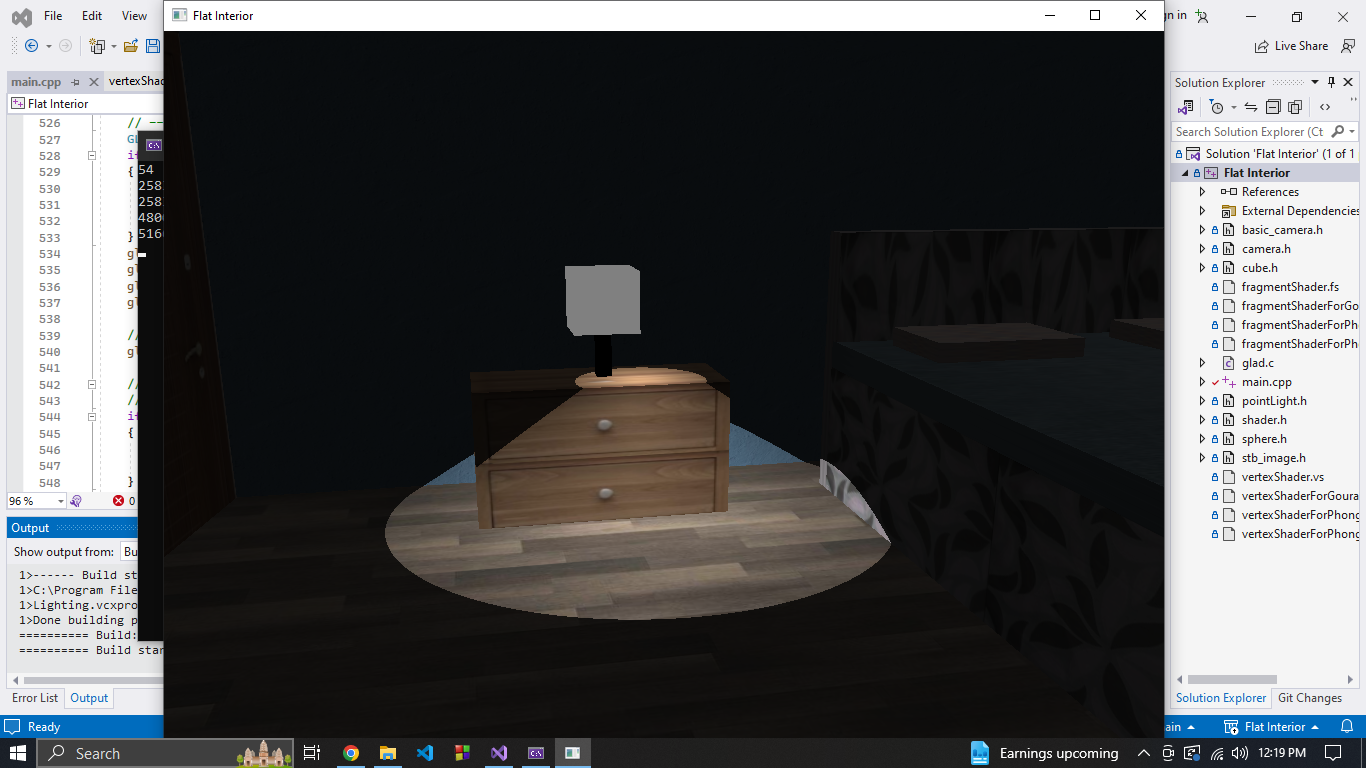 File Edit View
Flat Interior
gn in
Live Share
main.cpp
vertexShad
Flat Interior
526 // --
527 GL
528 i
529 {
530
531
532
533 }
534 gl
535 gl
536 gl
537 gl
538
539 //
540 gl
541
542 //
543 //
544 i
545 {
546
547
548 }
54
258
258
480
516
96 %
0
Output
Show output from: Bu
1>------ Build st
1>C:\Program File
1>Lighting.vcxpro
1>Done building p
========== Build:
========== Build star
Error List Output
Ready
Solution Explorer
Search Solution Explorer (Ct
Solution 'Flat Interior' (1 of 1
Flat Interior
References
External Dependencies
basic_camera.h
camera.h
cube.h
fragmentShader.fs
fragmentShaderForGo
fragmentShaderForPh
fragmentShaderForPh
glad.c
main.cpp
pointLight.h
shader.h
sphere.h
stb_image.h
vertexShader.vs
vertexShaderForGoura
vertexShaderForPhong
vertexShaderForPhong
Solution Explorer Git Changes
ain
Flat Interior
Search
Earnings upcoming
12:19 PM